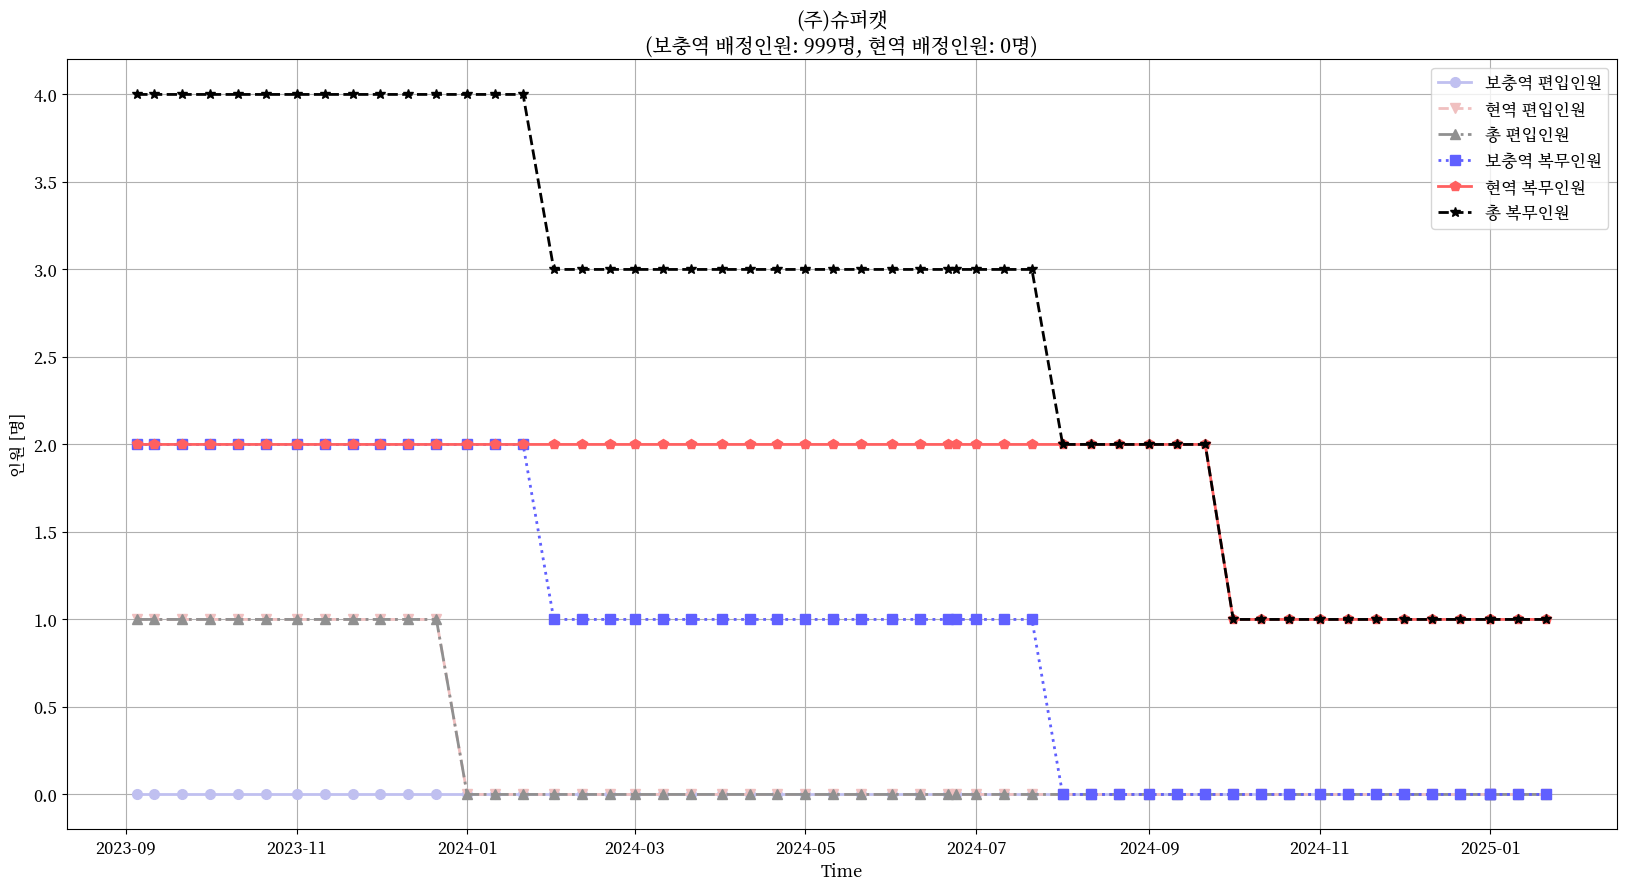 (주)슈퍼캣
(보충역 배정인원: 999명, 현역 배정인원: 0명)
보충역 편입인원
현역 편입인원
총 편입인원
보충역 복무인원
현역 복무인원
총 복무인원
인원 [명]
4.0
3.5
3.0
2.5
2.0
1.5
1.0
0.5
0.0
2023-09 2023-11 2024-01 2024-03 2024-05 2024-07 2024-09 2024-11 2025-01
Time